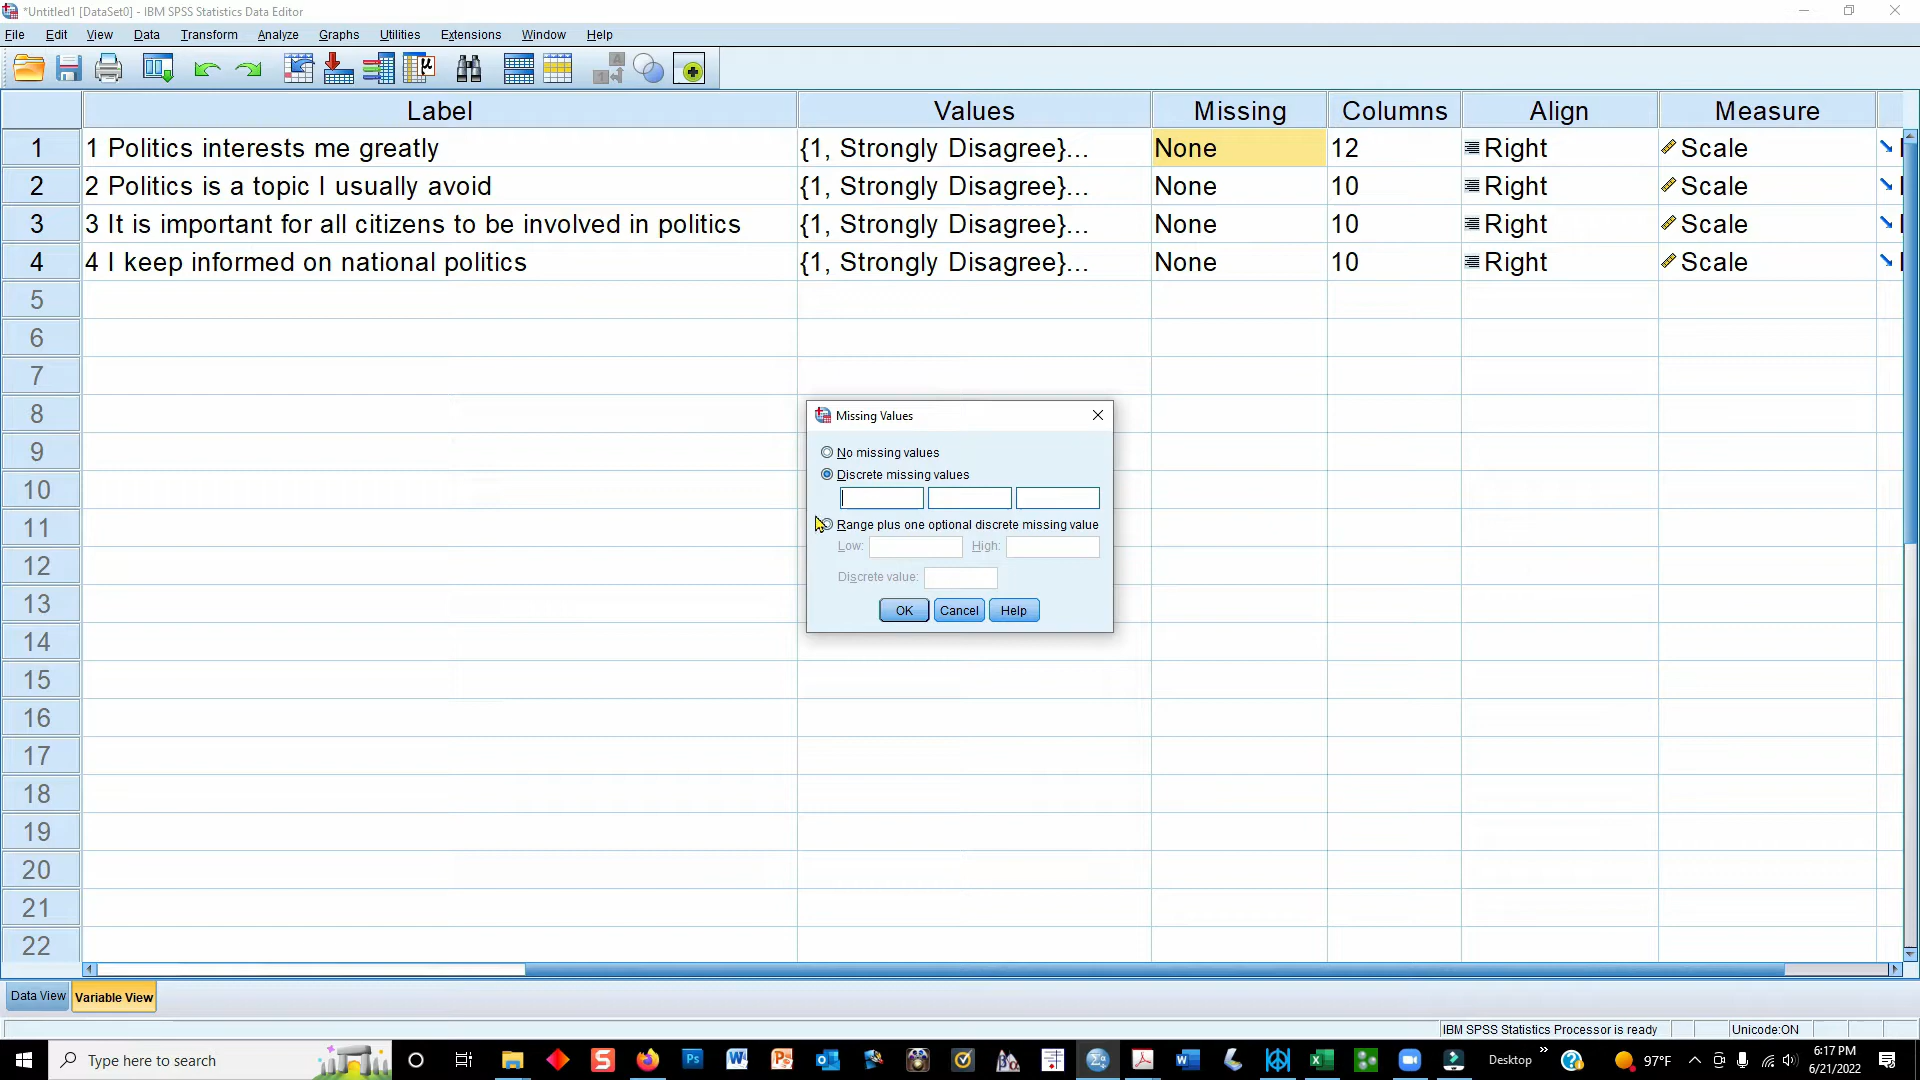 *Untitled1 [DataSet0] - IBM SPSS Statistics Data Editor
File Edit View Data Transform Analyze Graphs Utilities Extensions Window Help
Label Values Missing Columns Align Measure
1 1 Politics interests me greatly {1, Strongly Disagree}... None 12 Right Scale
2 2 Politics is a topic I usually avoid {1, Strongly Disagree}... None 10 Right Scale
3 3 It is important for all citizens to be involved in politics {1, Strongly Disagree}... None 10 Right Scale
4 4 I keep informed on national politics {1, Strongly Disagree}... None 10 Right Scale
5
6
7
8
9
10
11
12
13
14
15
16
17
18
19
20
21
22
Missing Values
No missing values
Discrete missing values
Range plus one optional discrete missing value
Low: High:
Discrete value:
OK Cancel Help
Data View Variable View
IBM SPSS Statistics Processor is ready Unicode:ON
Type here to search Desktop 97°F 6:17 PM
6/21/2022